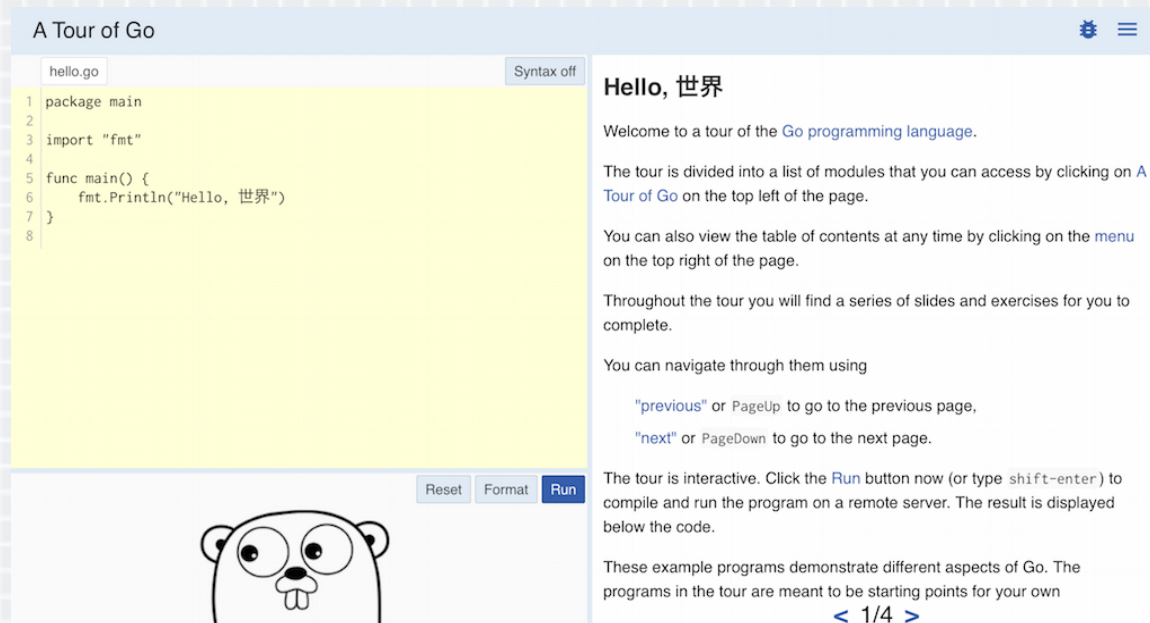 A Tour of Go
hello.go
Syntax off
1 package main
2
3 import "fmt"
4
5 func main() {
6     fmt.Println("Hello, 世界")
7 }
8
Reset
Format
Run
Hello, 世界
Welcome to a tour of the Go programming language.
The tour is divided into a list of modules that you can access by clicking on A
Tour of Go on the top left of the page.
You can also view the table of contents at any time by clicking on the menu
on the top right of the page.
Throughout the tour you will find a series of slides and exercises for you to
complete.
You can navigate through them using
"previous" or PageUp to go to the previous page,
"next" or PageDown to go to the next page.
The tour is interactive. Click the Run button now (or type shift-enter) to
compile and run the program on a remote server. The result is displayed
below the code.
These example programs demonstrate different aspects of Go. The
programs in the tour are meant to be starting points for your own
< 1/4 >